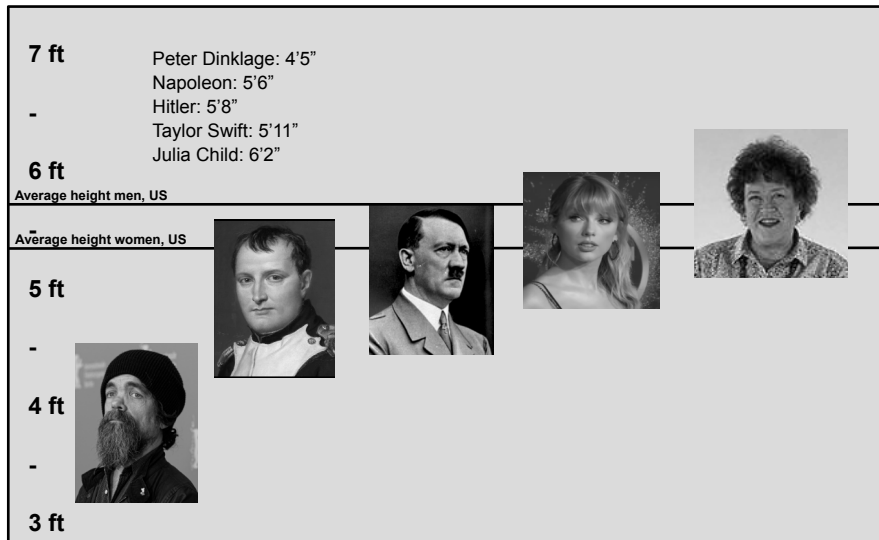 7 ft
Peter Dinklage: 4’5”
Napoleon: 5’6”
Hitler: 5’8”
Taylor Swift: 5’11”
Julia Child: 6’2”
-
6 ft
Average height men, US
-
Average height women, US
5 ft
-
4 ft
-
3 ft